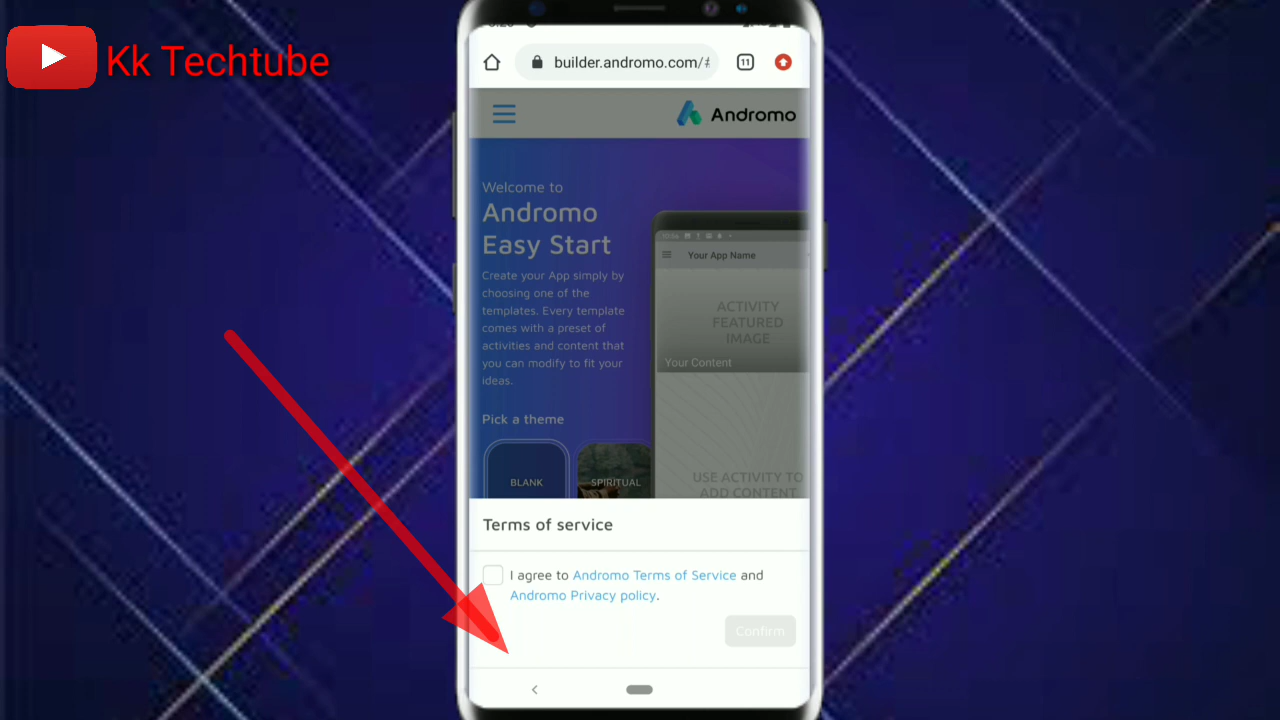 Kk Techtube
builder.andromo.com/#
11
Andromo
Welcome to
Andromo
Easy Start
Create your App simply by
choosing one of the
templates. Every template
comes with a preset of
activities and content that
you can modify to fit your
ideas.
Pick a theme
BLANK
SPIRITUAL
Your App Name
ACTIVITY
FEATURED
IMAGE
Your Content
USE ACTIVITY TO
ADD CONTENT
Terms of service
I agree to Andromo Terms of Service and
Andromo Privacy policy.
Confirm